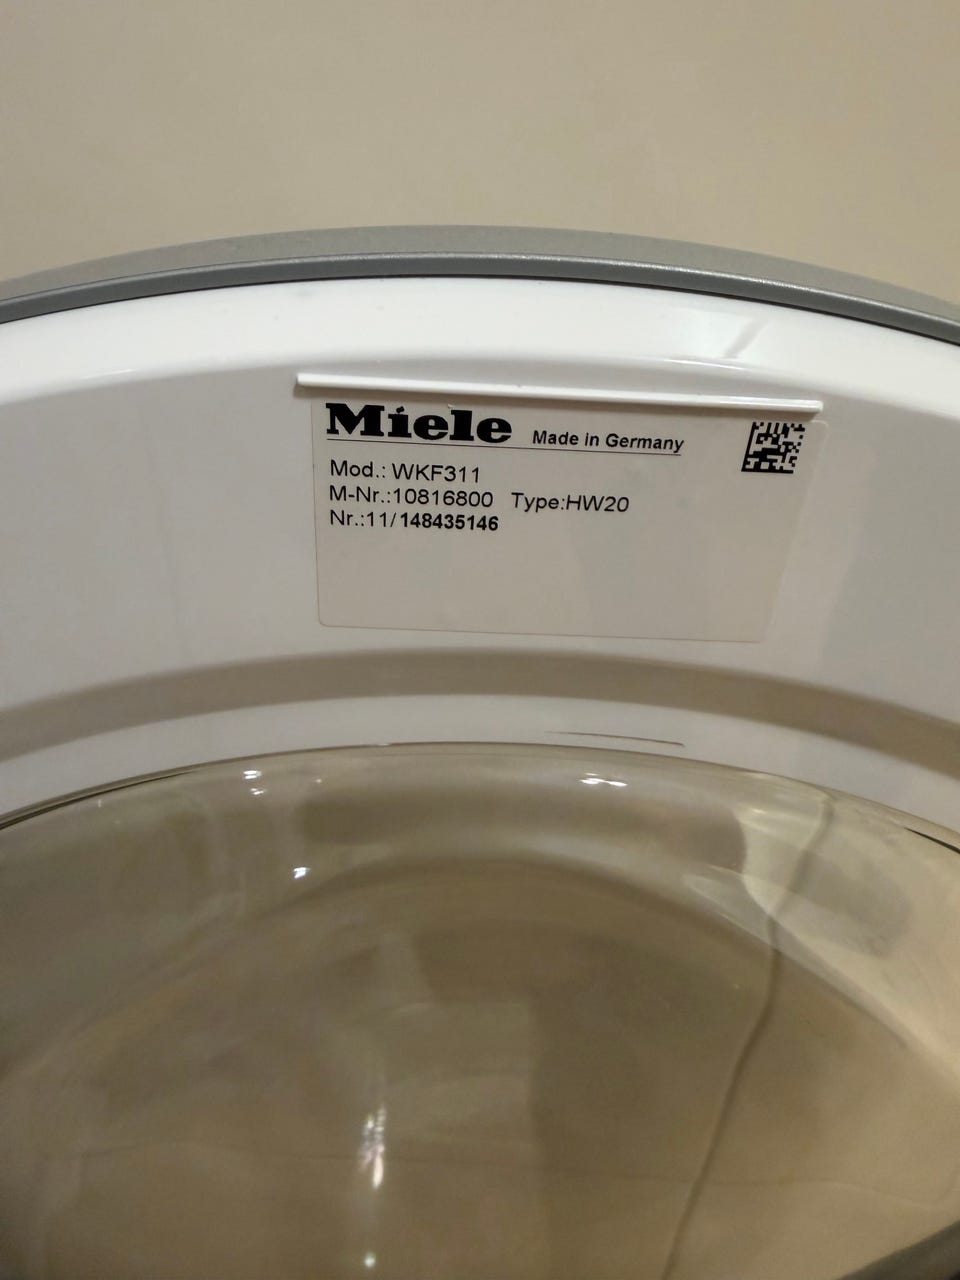 Miele Made in Germany
Mod.: WKF311
M-Nr.:10816800 Type:HW20
Nr.:11/148435146